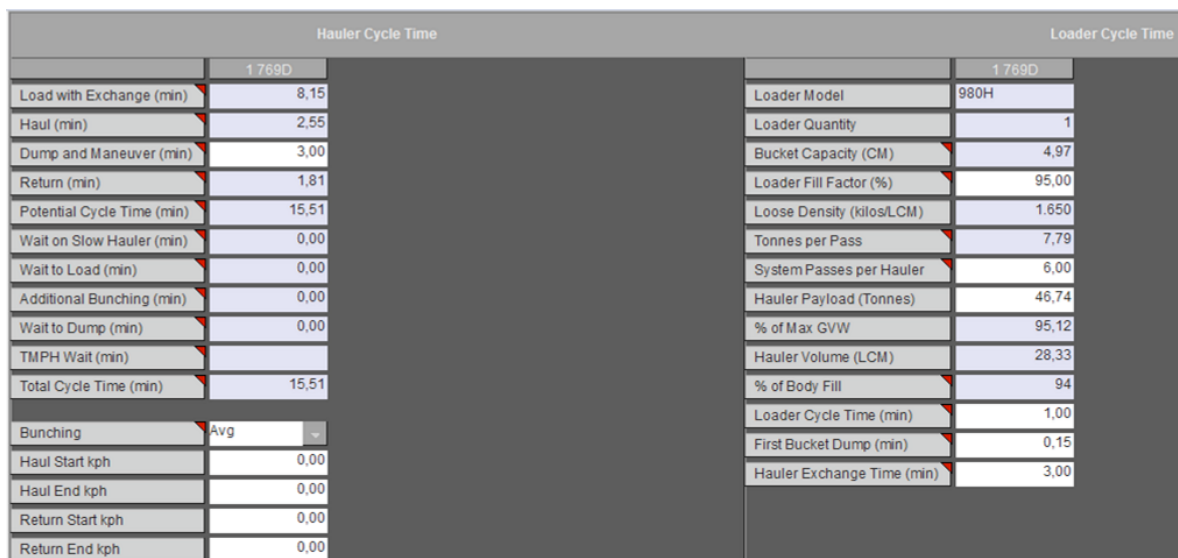 Hauler Cycle Time
1 769D
Load with Exchange (min) 8,15
Haul (min) 2,55
Dump and Maneuver (min) 3,00
Return (min) 1,81
Potential Cycle Time (min) 15,51
Wait on Slow Hauler (min) 0,00
Wait to Load (min) 0,00
Additional Bunching (min) 0,00
Wait to Dump (min) 0,00
TMPH Wait (min)
Total Cycle Time (min) 15,51
Bunching Avg
Haul Start kph 0,00
Haul End kph 0,00
Return Start kph 0,00
Return End kph 0,00
Loader Cycle Time
1 769D
Loader Model 980H
Loader Quantity 1
Bucket Capacity (CM) 4,97
Loader Fill Factor (%) 95,00
Loose Density (kilos/LCM) 1.650
Tonnes per Pass 7,79
System Passes per Hauler 6,00
Hauler Payload (Tonnes) 46,74
% of Max GVW 95,12
Hauler Volume (LCM) 28,33
% of Body Fill 94
Loader Cycle Time (min) 1,00
First Bucket Dump (min) 0,15
Hauler Exchange Time (min) 3,00